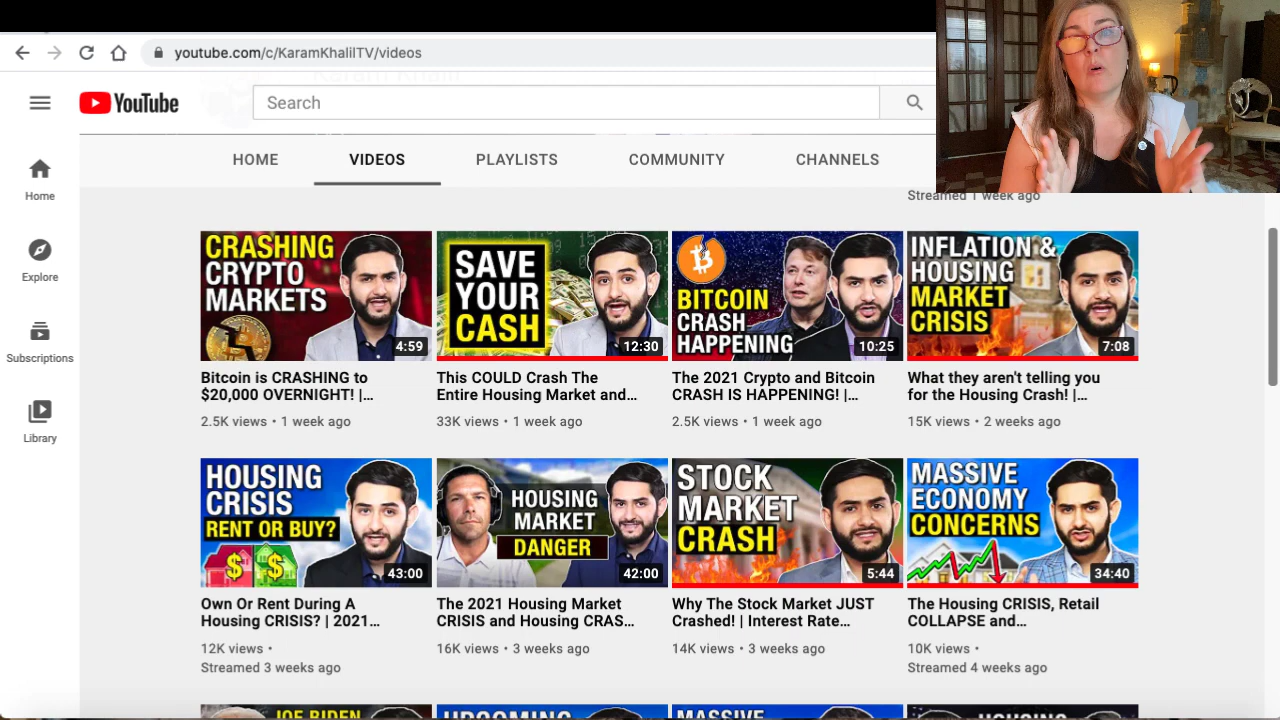 youtube.com/c/KaramKhalilTV/videos
Karam Khalil
YouTube
Search
HOME VIDEOS PLAYLISTS COMMUNITY CHANNELS
Home
Explore
Subscriptions
Library
Streamed 1 week ago
CRASHING
CRYPTO
MARKETS
4:59
Bitcoin is CRASHING to
$20,000 OVERNIGHT! |...
2.5K views • 1 week ago
SAVE
YOUR
CASH
12:30
This COULD Crash The
Entire Housing Market and...
33K views • 1 week ago
BITCOIN
CRASH
HAPPENING
10:25
The 2021 Crypto and Bitcoin
CRASH IS HAPPENING! |...
2.5K views • 1 week ago
INFLATION &
HOUSING
MARKET
CRISIS
7:08
What they aren't telling you
for the Housing Crash! |...
15K views • 2 weeks ago
HOUSING
CRISIS
RENT OR BUY?
$ $
43:00
Own Or Rent During A
Housing CRISIS? | 2021...
12K views •
Streamed 3 weeks ago
HOUSING
MARKET
DANGER
42:00
The 2021 Housing Market
CRISIS and Housing CRAS...
16K views • 3 weeks ago
STOCK
MARKET
CRASH
5:44
Why The Stock Market JUST
Crashed! | Interest Rate...
14K views • 3 weeks ago
MASSIVE
ECONOMY
CONCERNS
34:40
The Housing CRISIS, Retail
COLLAPSE and...
10K views •
Streamed 4 weeks ago
JOE BIDEN
UPCOMING
MASSIVE
HOUSING